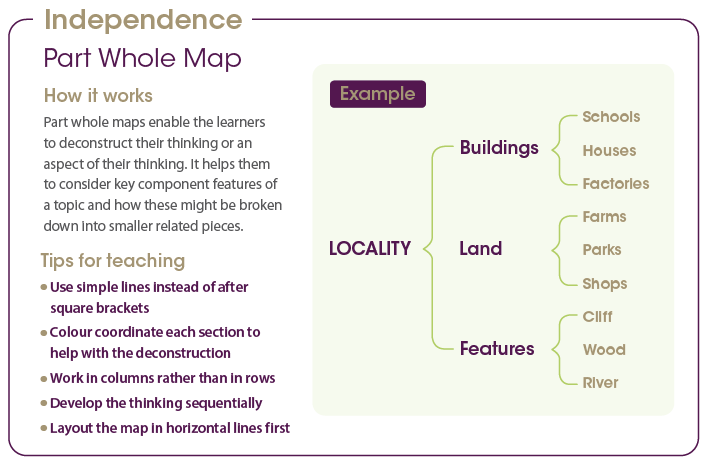 Independence
Part Whole Map
How it works
Part whole maps enable the learners
to deconstruct their thinking or an
aspect of their thinking. It helps them
to consider key component features of
a topic and how these might be broken
down into smaller related pieces.
Tips for teaching
Use simple lines instead of after
square brackets
Colour coordinate each section to
help with the deconstruction
Work in columns rather than in rows
Develop the thinking sequentially
Layout the map in horizontal lines first
Example
LOCALITY
Buildings
Schools
Houses
Factories
Land
Farms
Parks
Shops
Features
Cliff
Wood
River